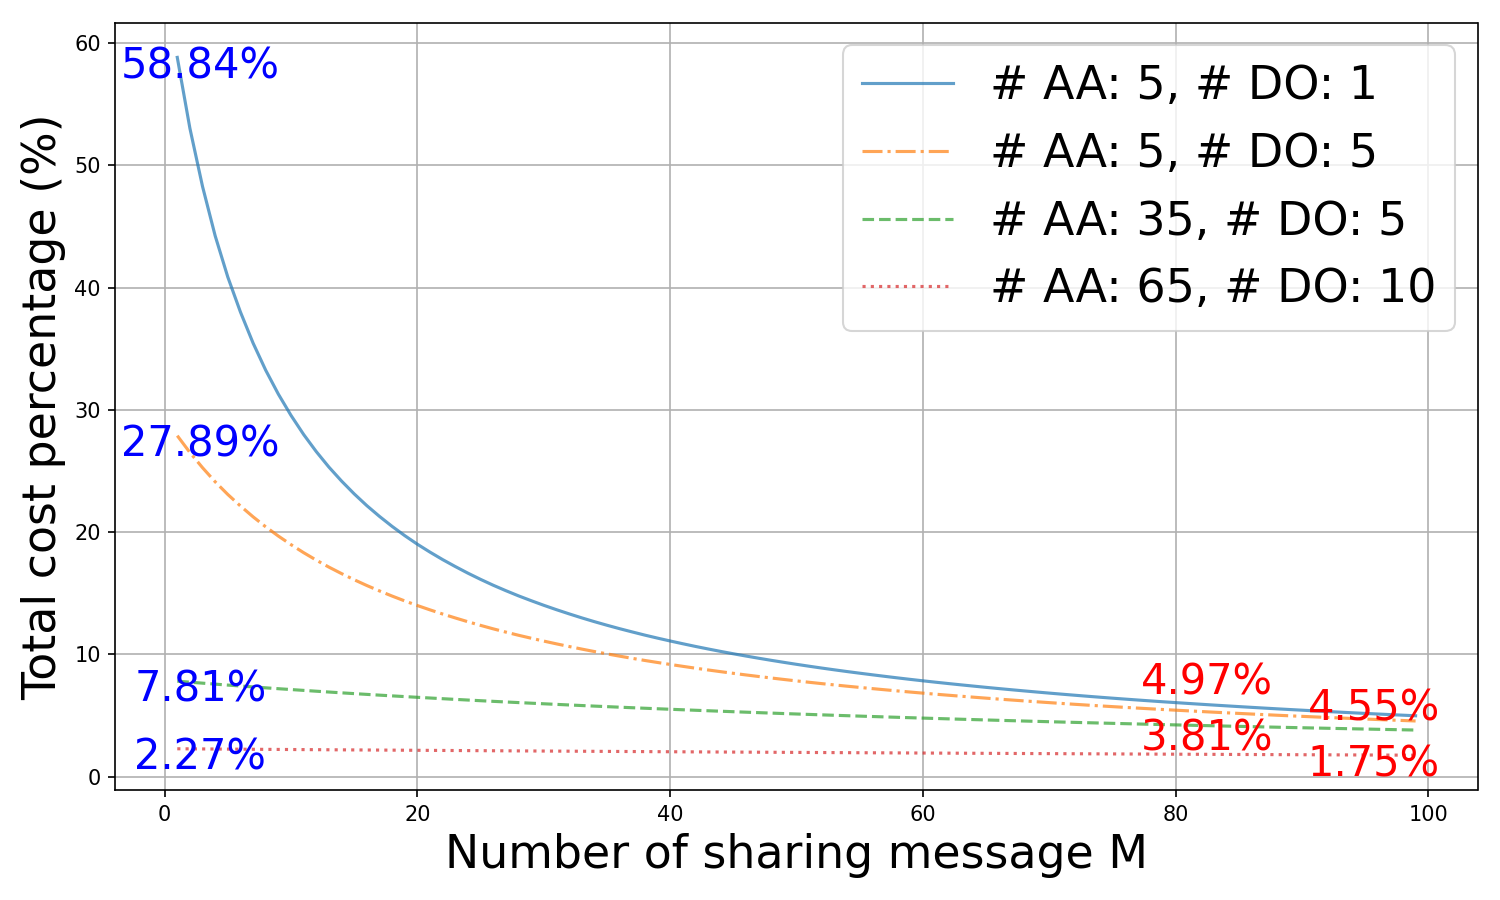 60
50
40
30
20
10
0
Total cost percentage (%)
58.84%
27.89%
7.81%
2.27%
# AA: 5, # DO: 1
# AA: 5, # DO: 5
# AA: 35, # DO: 5
# AA: 65, # DO: 10
4.97%
4.55%
3.81%
1.75%
0 20 40 60 80 100
Number of sharing message M